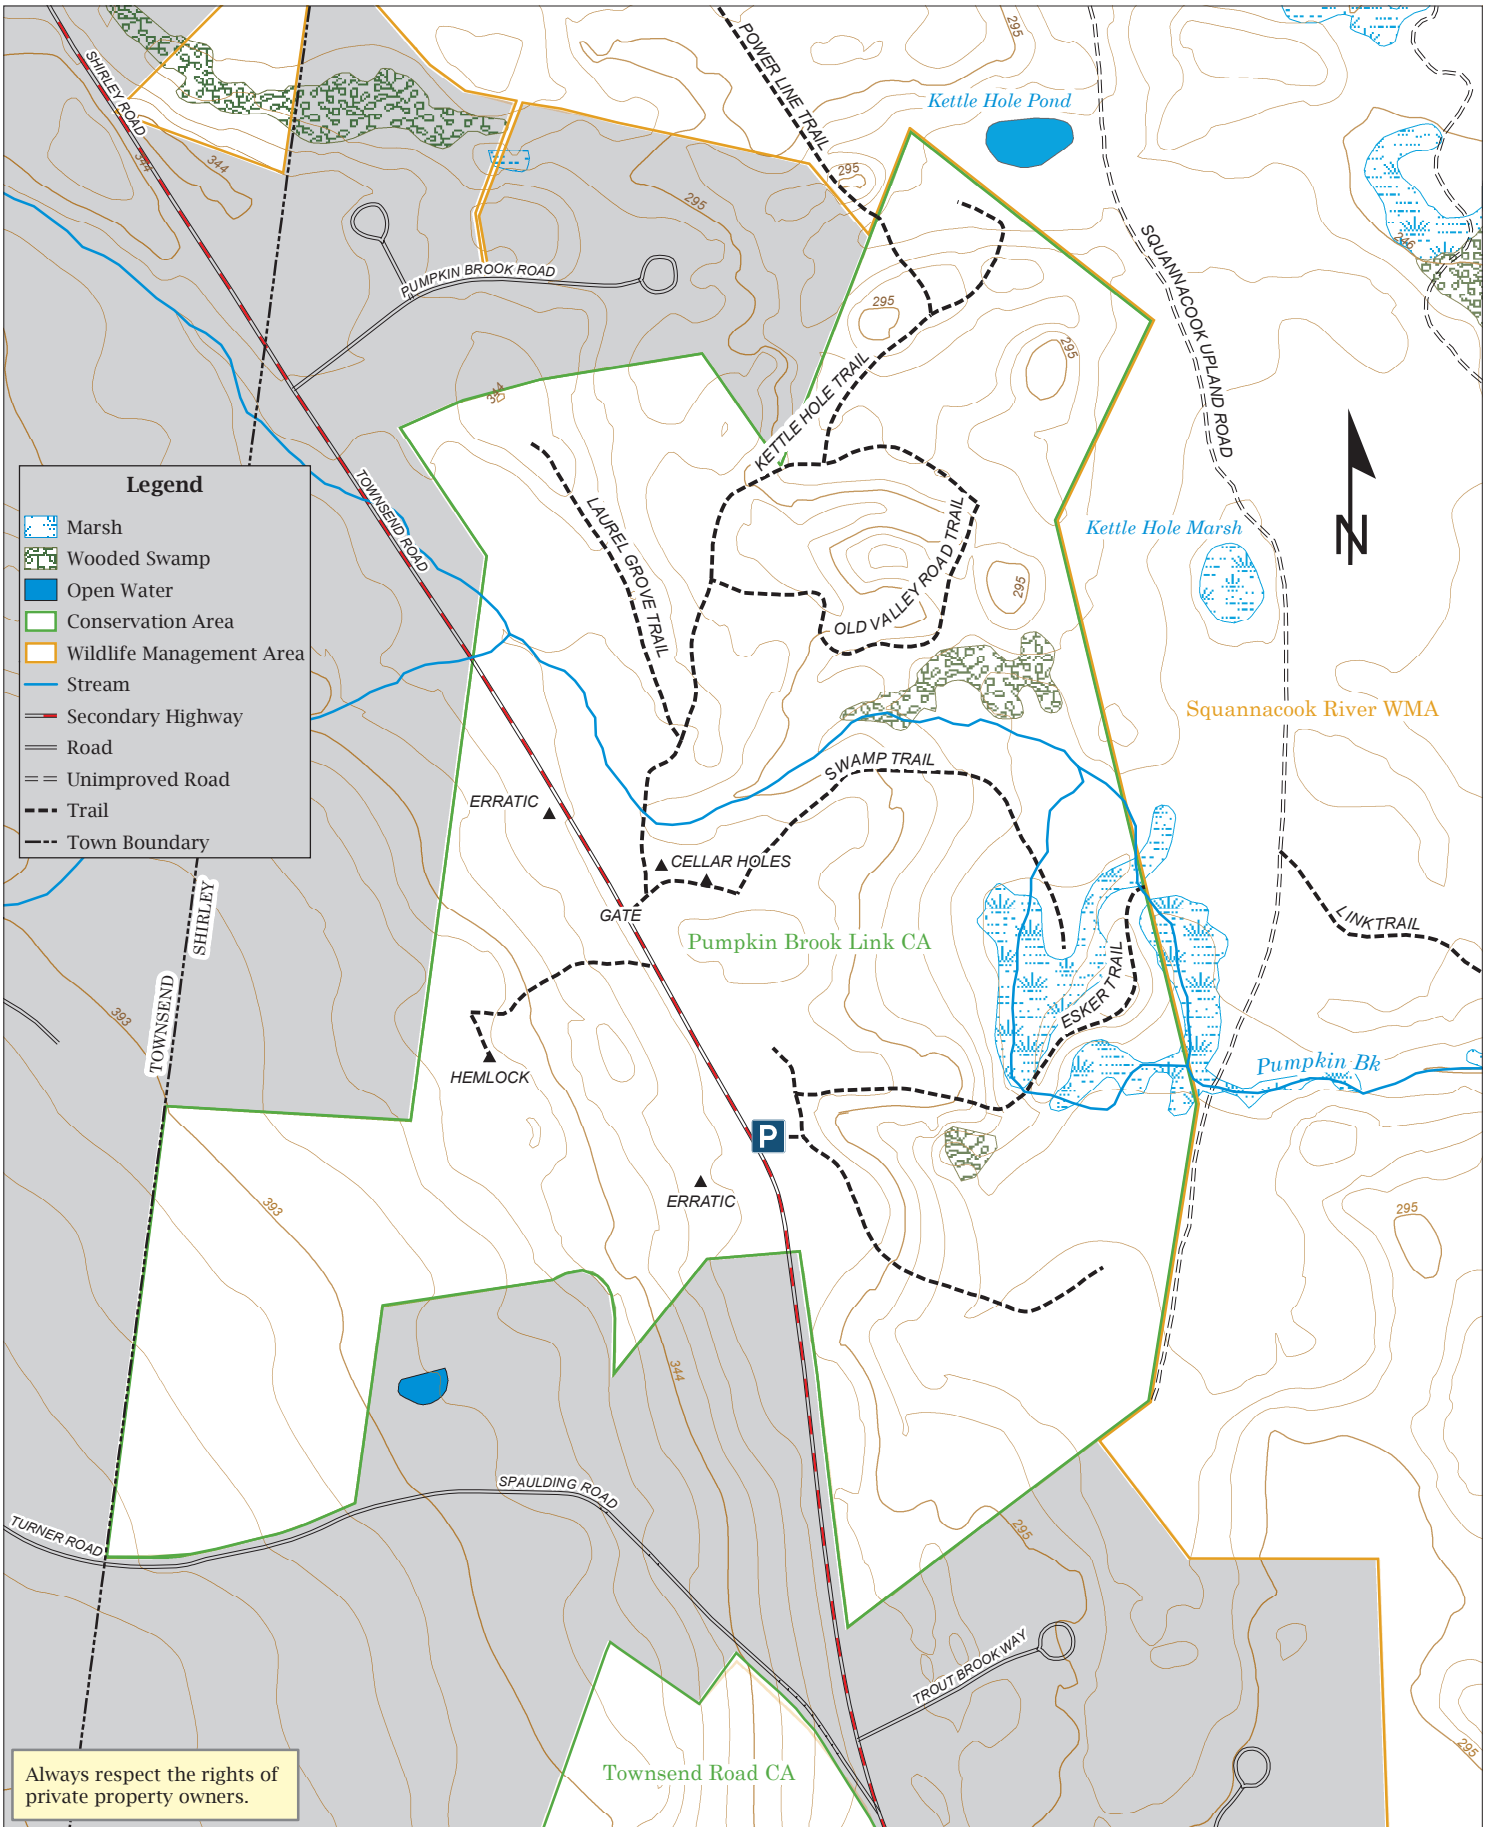 295
POWER LINE TRAIL
SHIRLEY ROAD
Kettle Hole Pond
344
344
295
295
246
SQUANNACOOK UPLAND ROAD
PUMPKIN BROOK ROAD
295
295
344
KETTLE HOLE TRAIL
Legend
Marsh
Wooded Swamp
Open Water
Conservation Area
Wildlife Management Area
Stream
Secondary Highway
Road
Unimproved Road
Trail
Town Boundary
TOWNSEND ROAD
LAUREL GROVE TRAIL
OLD VALLEY ROAD TRAIL
295
Kettle Hole Marsh
N
Squannacook River WMA
SWAMP TRAIL
ERRATIC
CELLAR HOLES
GATE
Pumpkin Brook Link CA
LINK TRAIL
SHIRLEY
TOWNSEND
ESKER TRAIL
393
HEMLOCK
Pumpkin Bk
P
ERRATIC
393
295
344
SPAULDING ROAD
TURNER ROAD
295
TROUT BROOK WAY
295
Townsend Road CA
Always respect the rights of
private property owners.